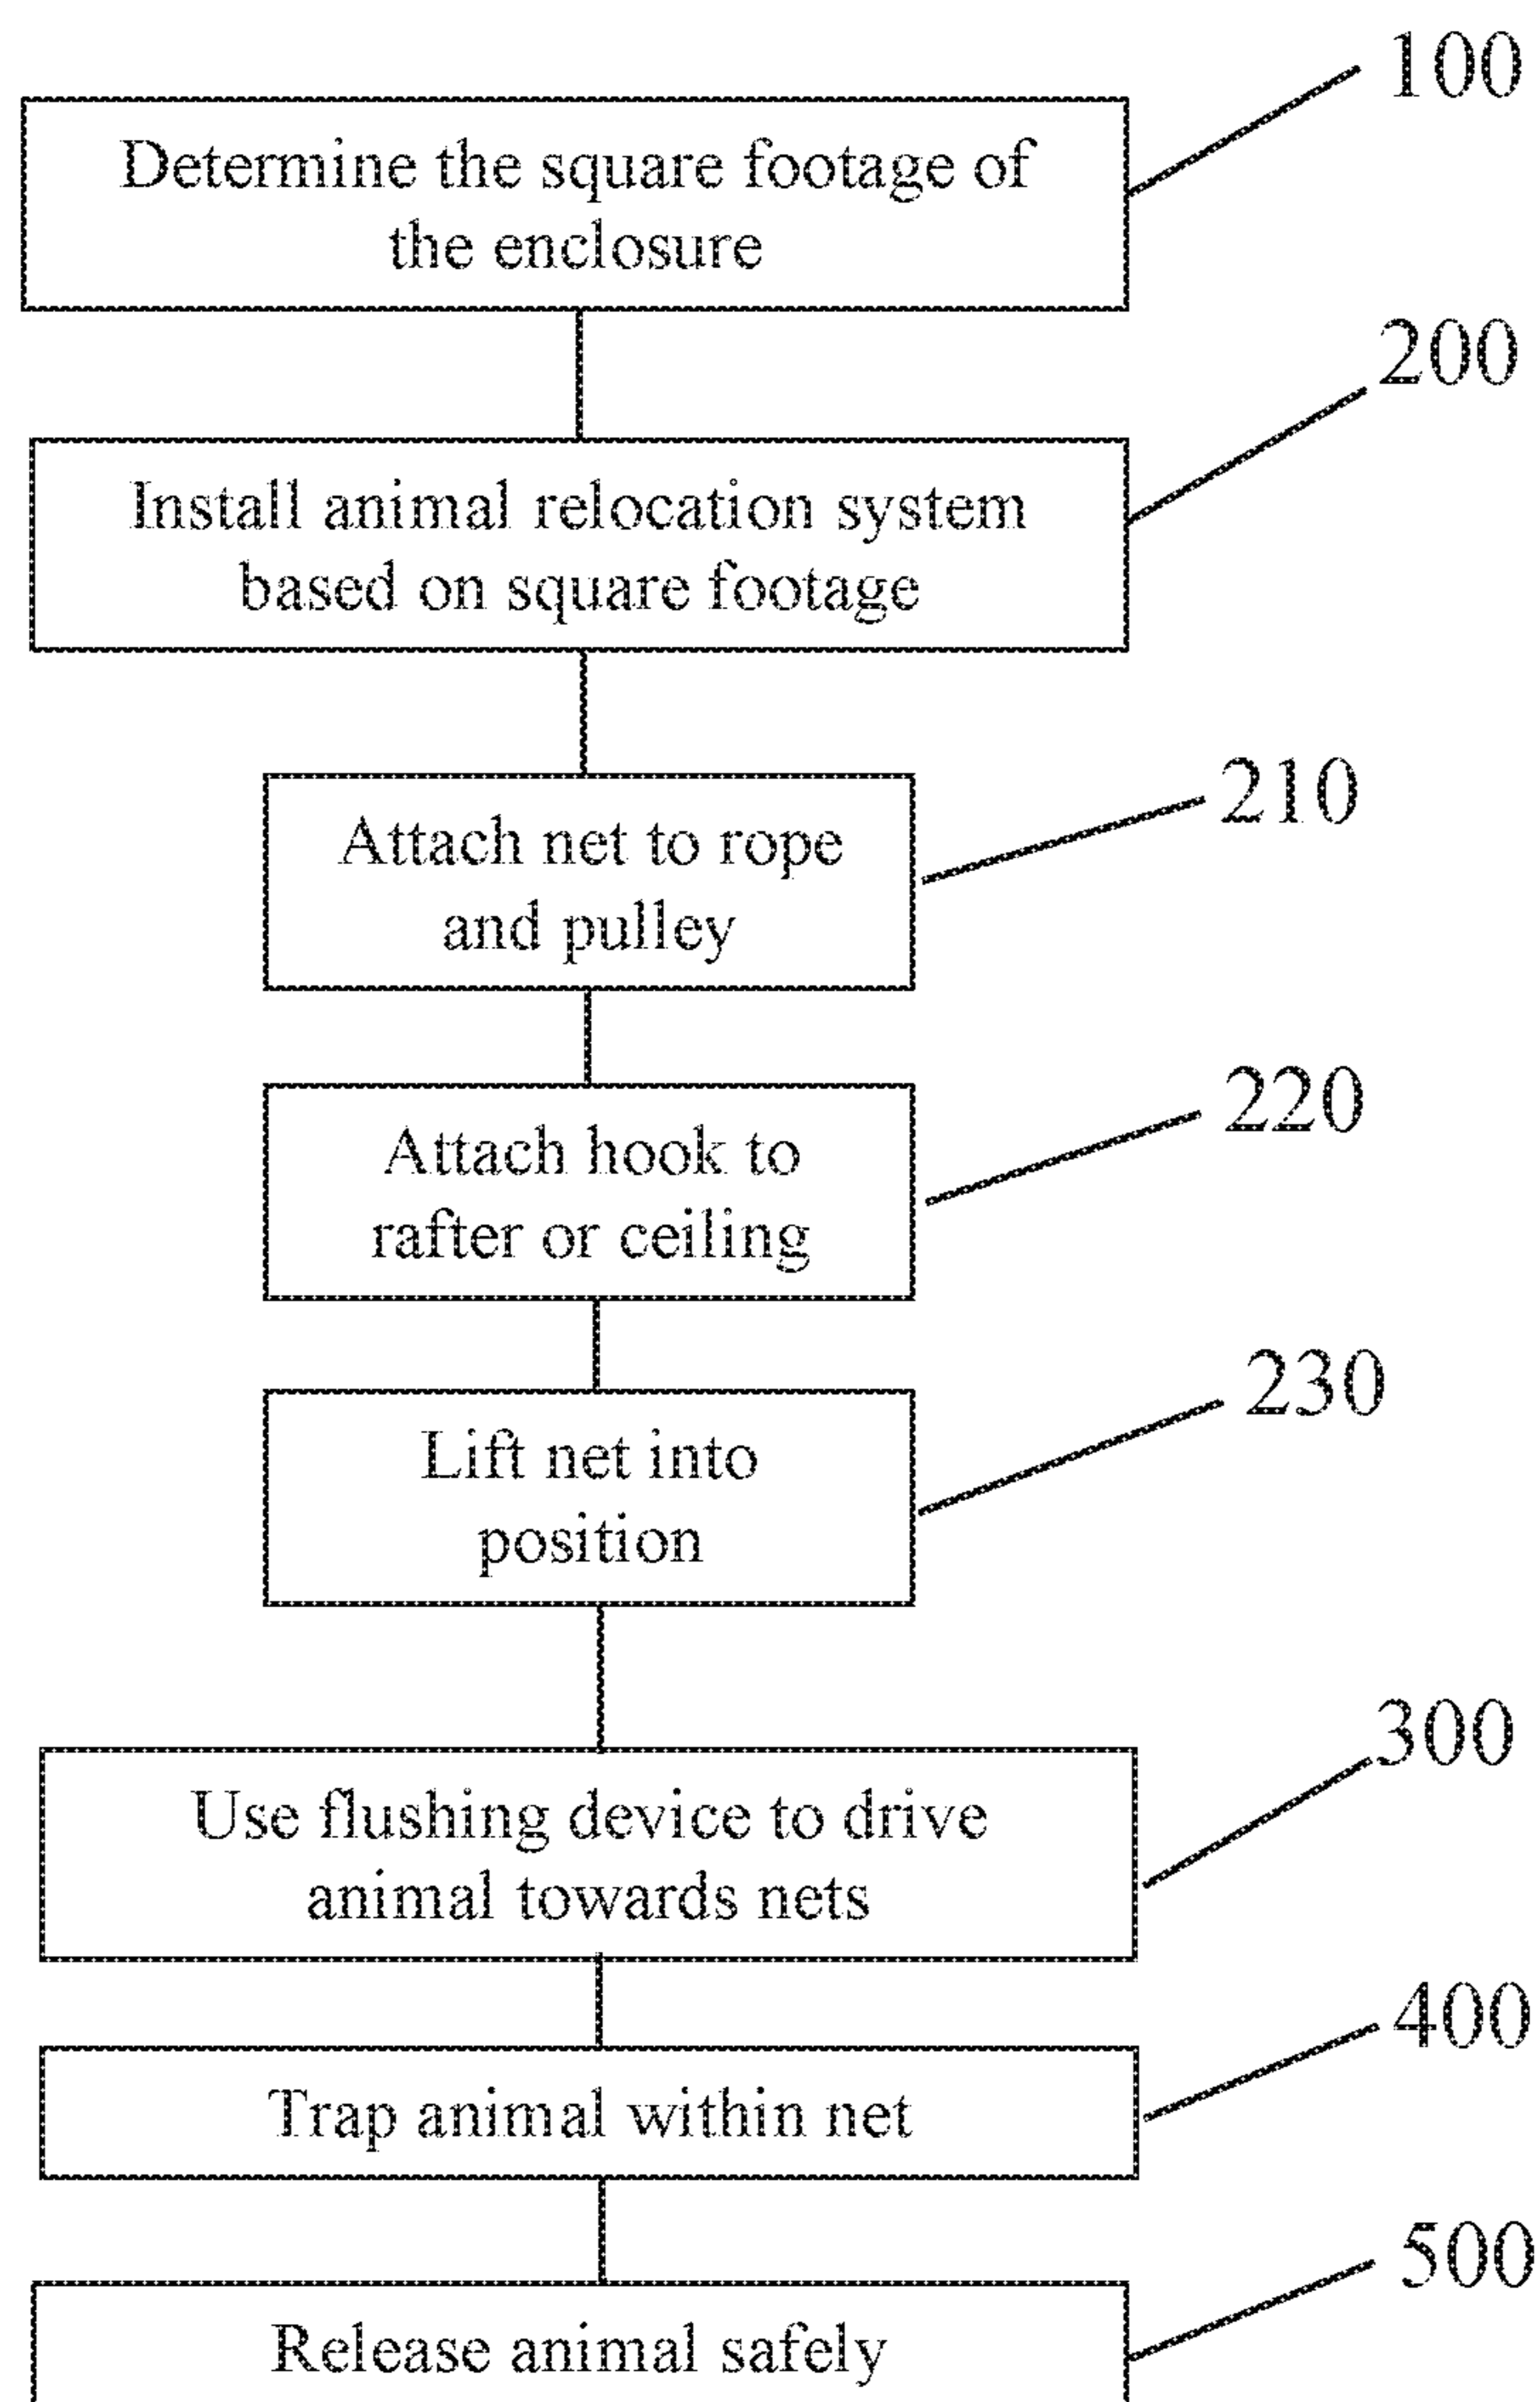 100
Determine the square footage of
the enclosure
200
Install animal relocation system
based on square footage
210
Attach net to rope
and pulley
220
Attach hook to
rafter or ceiling
230
Lift net into
position
300
Use flushing device to drive
animal towards nets
400
Trap animal within net
500
Release animal safely